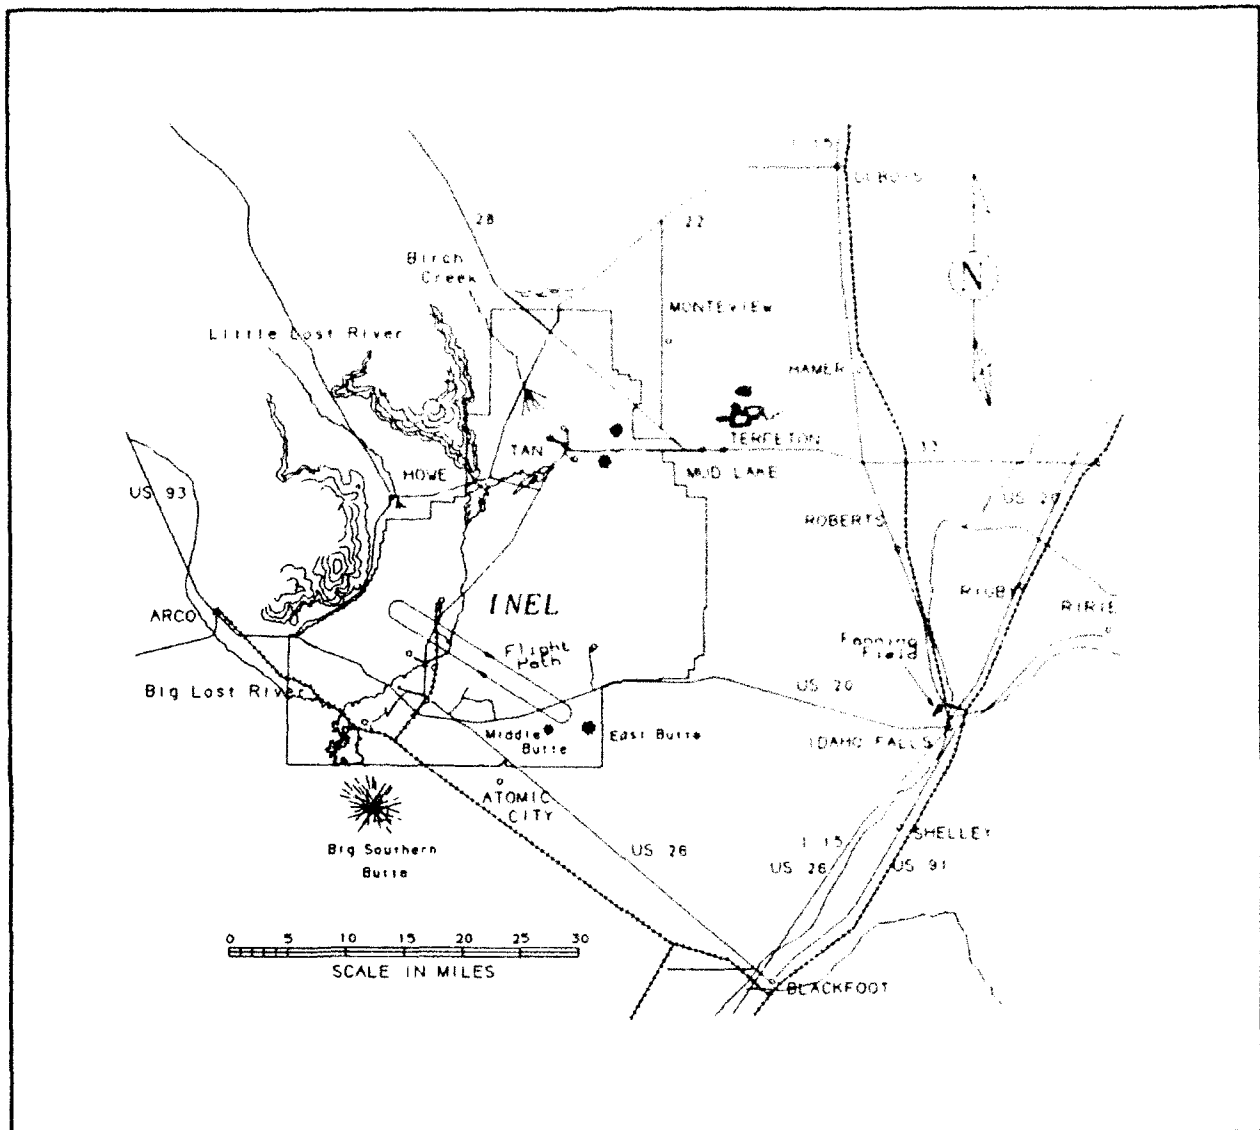 I 15
DUBOIS
28
22
Birch
Creek
N
MONTEVIEW
Little Lost River
HAMER
TERRETON
TAN
HOWE
MUD LAKE
US 93
US 20
ROBERTS
INEL
RIGBY
RIRIE
ARCO
Flight
Path
Fanning
Field
Big Lost River
US 20
Middle
Butte
East Butte
IDAHO FALLS
ATOMIC
CITY
I 15
SHELLEY
Big Southern
Butte
US 26
US 26
US 91
0 5 10 15 20 25 30
SCALE IN MILES
BLACKFOOT